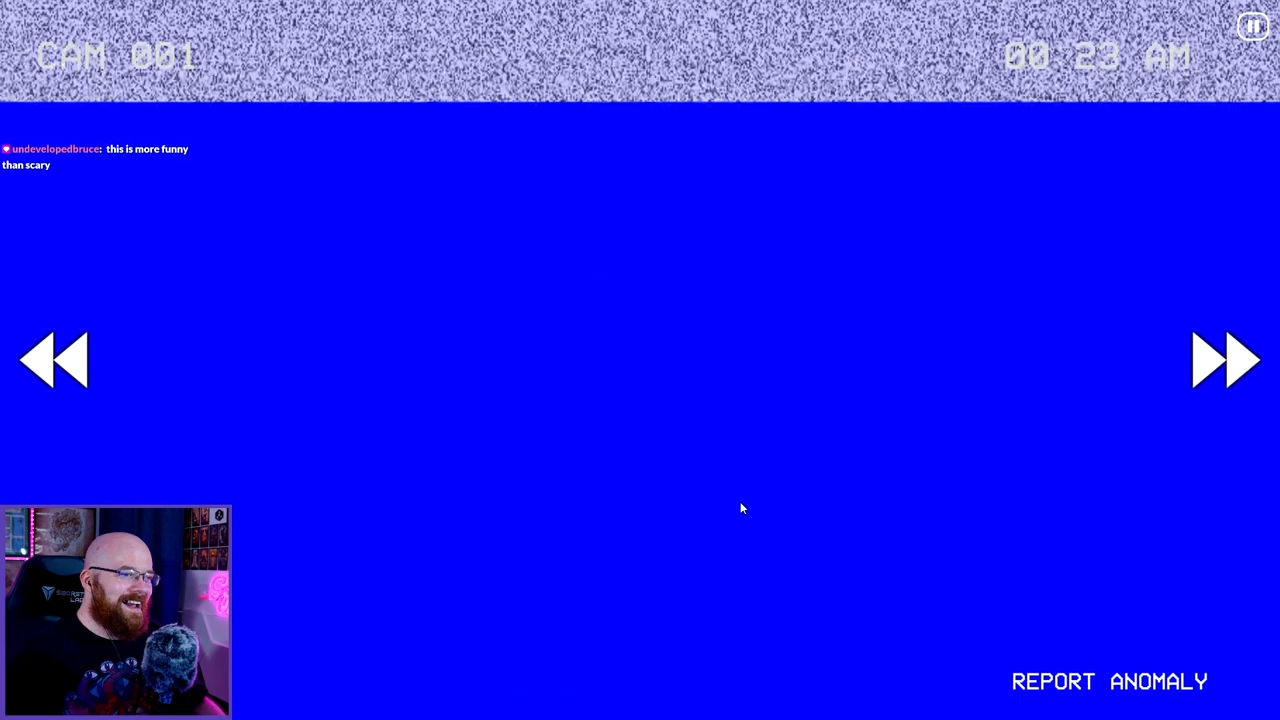 CAM 001
00 23 AM
undevelopedbruce: this is more funny
than scary
REPORT ANOMALY